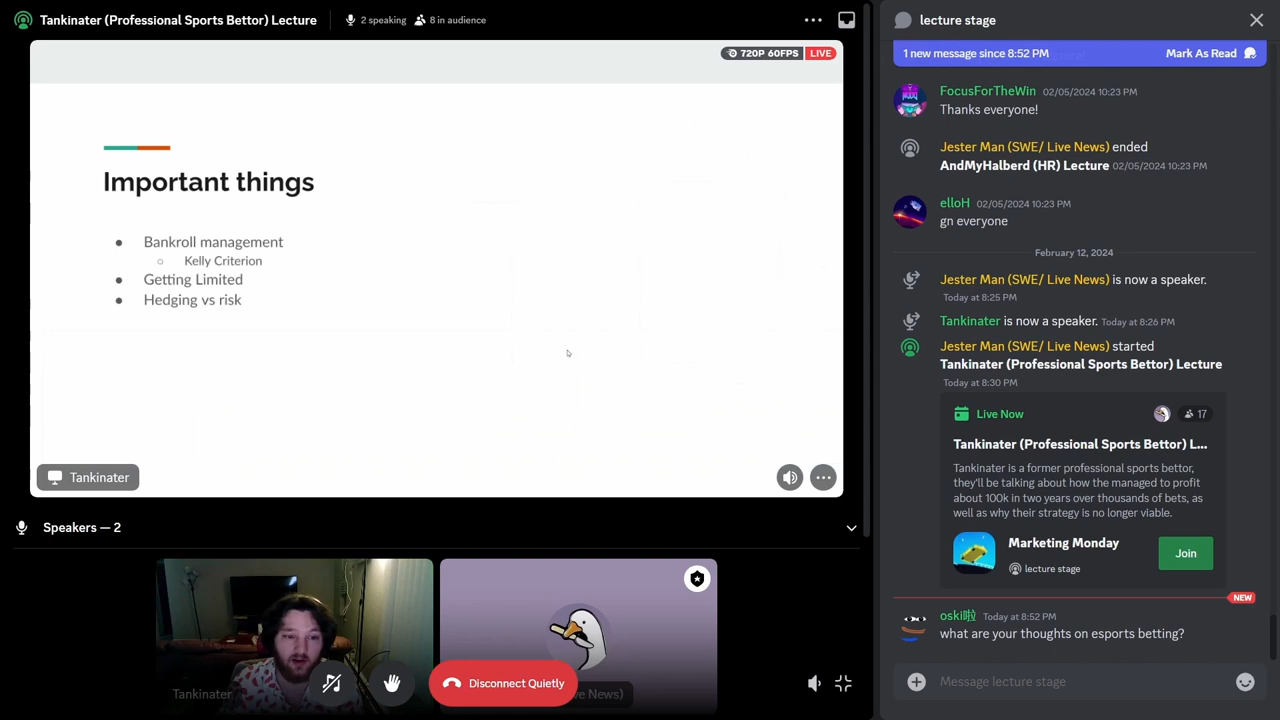 Tankinater (Professional Sports Bettor) Lecture
2 speaking
8 in audience
720P 60FPS
LIVE
Important things
● Bankroll management
○ Kelly Criterion
● Getting Limited
● Hedging vs risk
Tankinater
Speakers — 2
Tankinater
e News)
Disconnect Quietly
lecture stage
1 new message since 8:52 PM
Mark As Read
FocusForTheWin 02/05/2024 10:23 PM
Thanks everyone!
Jester Man (SWE/ Live News) ended
AndMyHalberd (HR) Lecture 02/05/2024 10:23 PM
elloH 02/05/2024 10:23 PM
gn everyone
February 12, 2024
Jester Man (SWE/ Live News) is now a speaker.
Today at 8:25 PM
Tankinater is now a speaker. Today at 8:26 PM
Jester Man (SWE/ Live News) started
Tankinater (Professional Sports Bettor) Lecture
Today at 8:30 PM
Live Now
17
Tankinater (Professional Sports Bettor) L...
Tankinater is a former professional sports bettor,
they'll be talking about how the managed to profit
about 100k in two years over thousands of bets, as
well as why their strategy is no longer viable.
Marketing Monday
lecture stage
Join
NEW
oski啦 Today at 8:52 PM
what are your thoughts on esports betting?
Message lecture stage